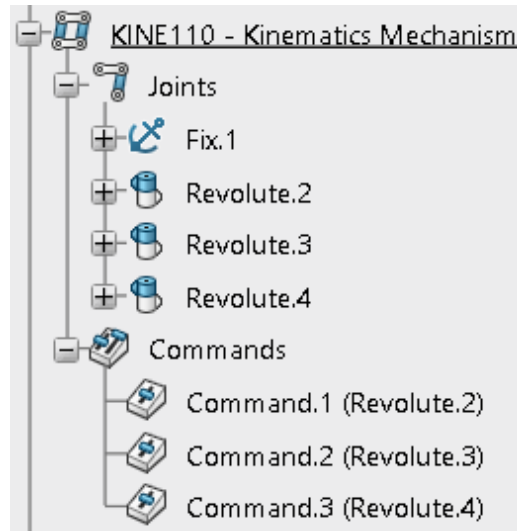 KINE110 - Kinematics Mechanism
Joints
Fix.1
Revolute.2
Revolute.3
Revolute.4
Commands
Command.1 (Revolute.2)
Command.2 (Revolute.3)
Command.3 (Revolute.4)